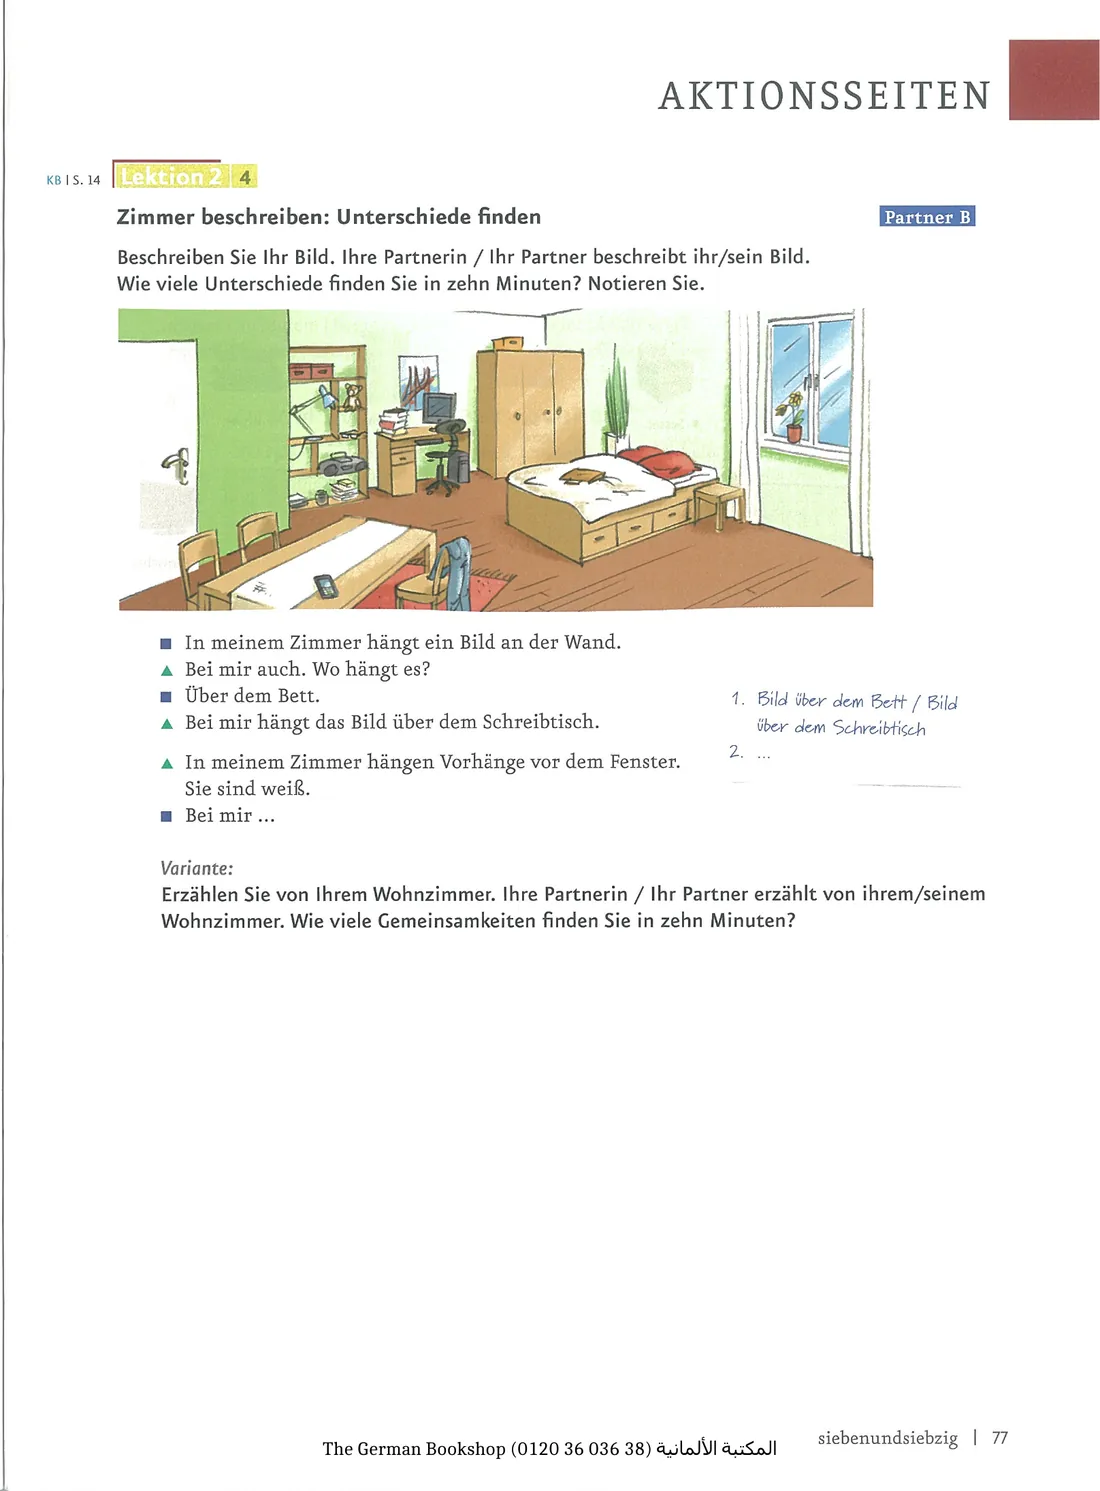 AKTIONSSEITEN
KB | S. 14 Lektion 2 4
Zimmer beschreiben: Unterschiede finden
Partner B
Beschreiben Sie Ihr Bild. Ihre Partnerin / Ihr Partner beschreibt ihr/sein Bild.
Wie viele Unterschiede finden Sie in zehn Minuten? Notieren Sie.
■ In meinem Zimmer hängt ein Bild an der Wand.
▲ Bei mir auch. Wo hängt es?
■ Über dem Bett.
▲ Bei mir hängt das Bild über dem Schreibtisch.
▲ In meinem Zimmer hängen Vorhänge vor dem Fenster.
Sie sind weiß.
■ Bei mir ...
1. Bild über dem Bett / Bild
über dem Schreibtisch
2. ...
Variante:
Erzählen Sie von Ihrem Wohnzimmer. Ihre Partnerin / Ihr Partner erzählt von ihrem/seinem
Wohnzimmer. Wie viele Gemeinsamkeiten finden Sie in zehn Minuten?
siebenundsiebzig | 77
The German Bookshop (0120 36 036 38) المكتبة الألمانية